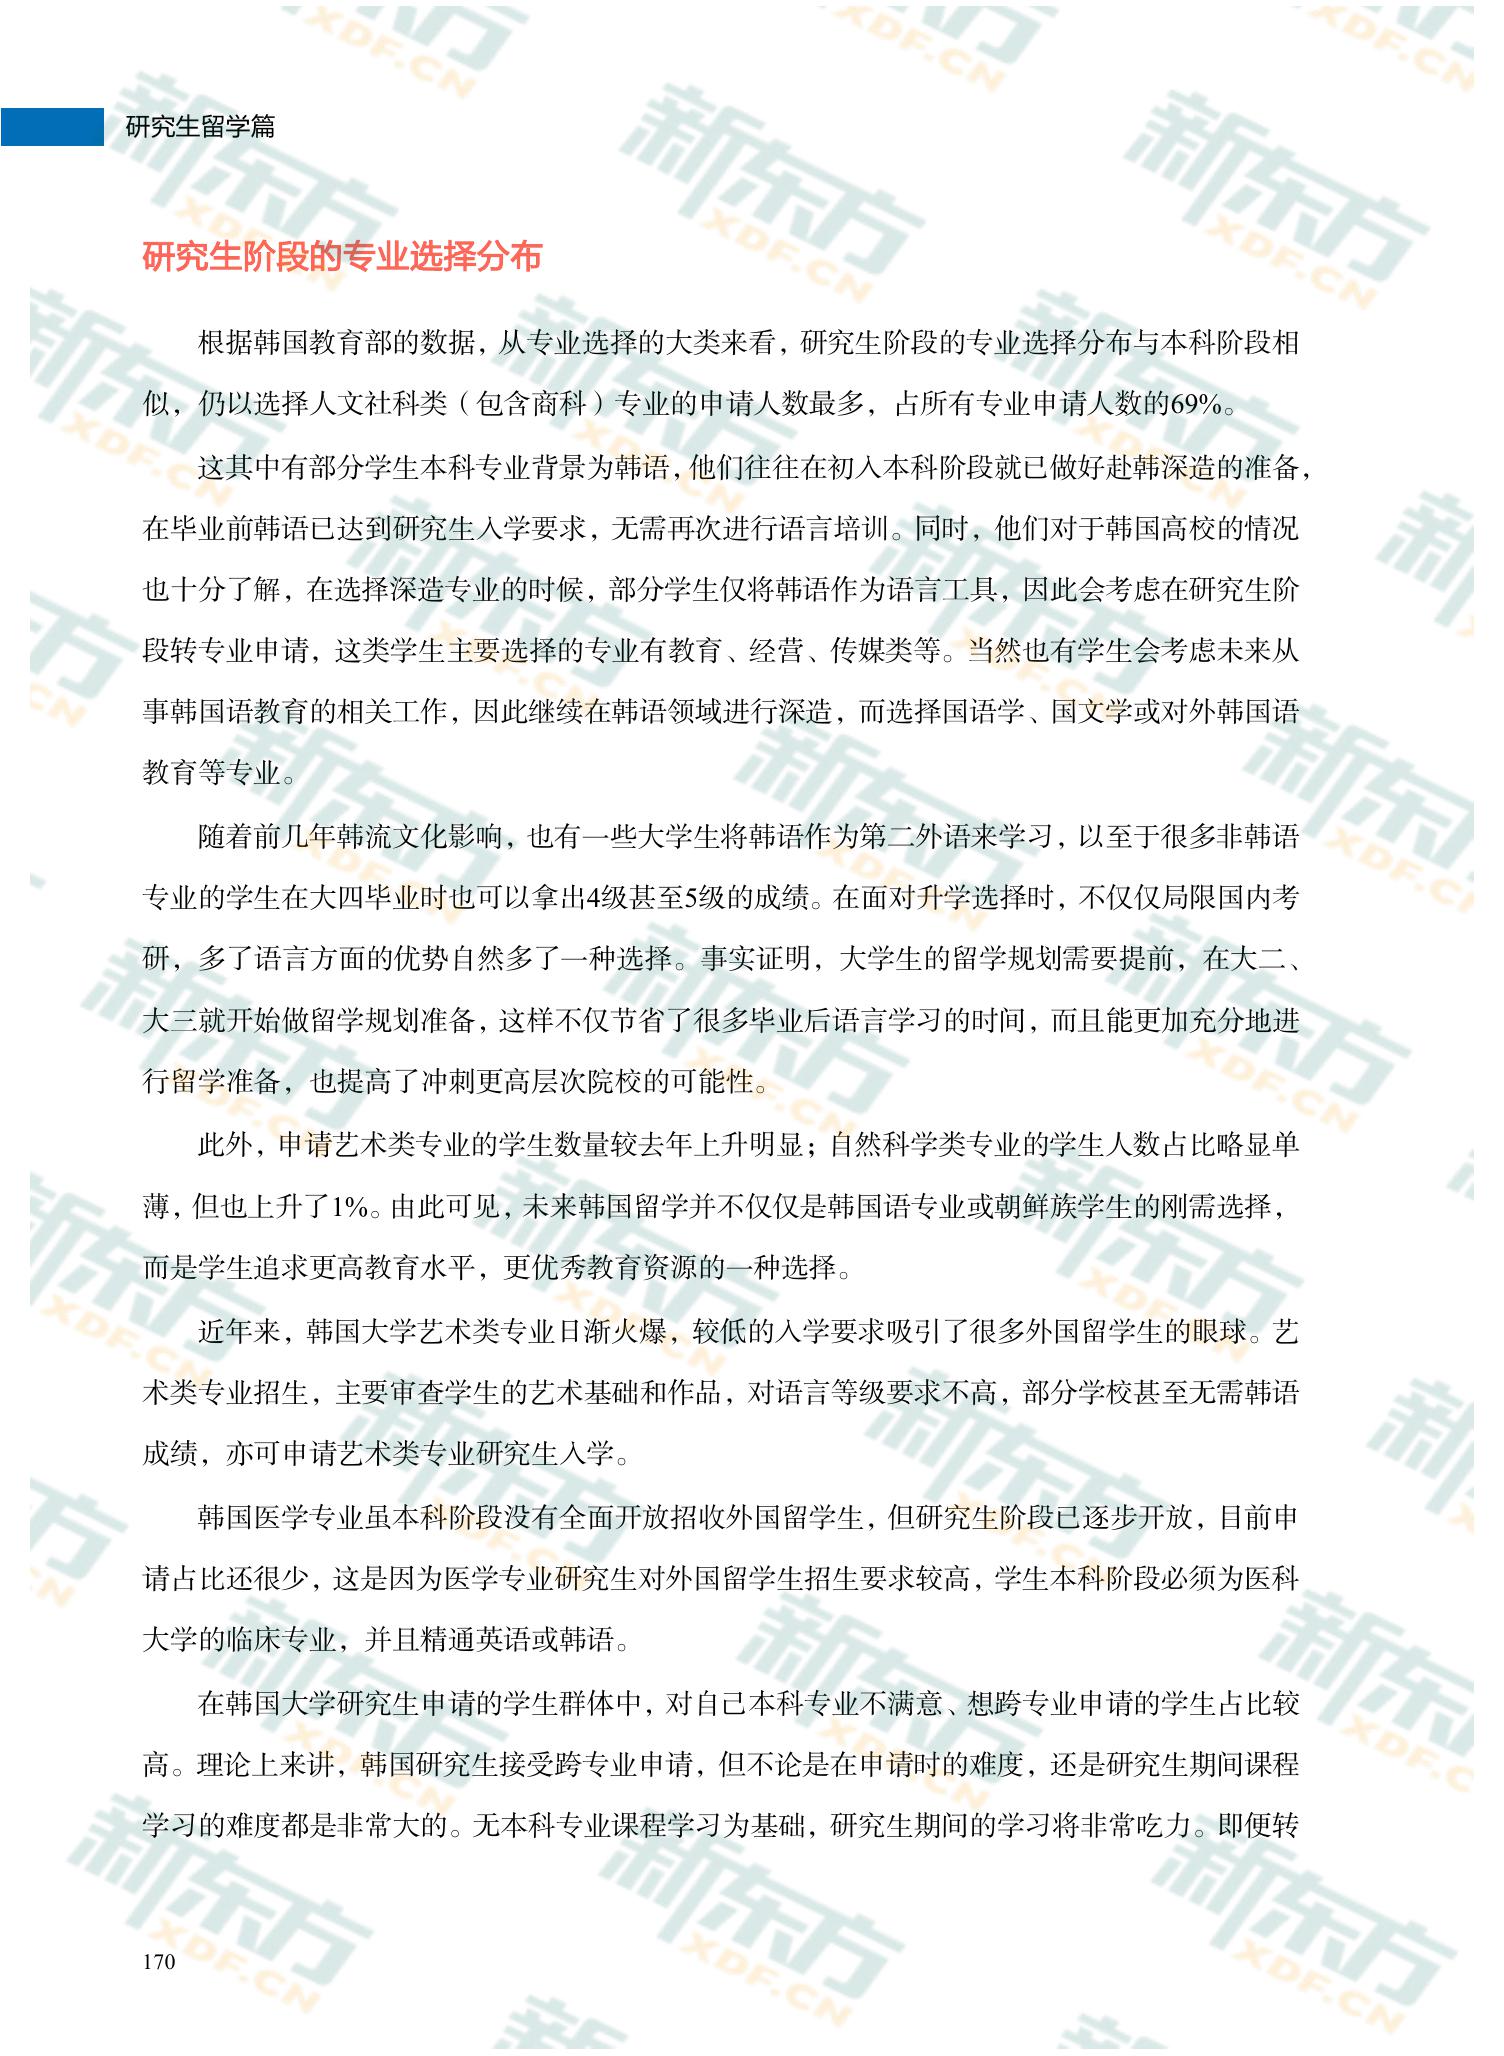 研究生留学篇
研究生阶段的专业选择分布
根据韩国教育部的数据，从专业选择的大类来看，研究生阶段的专业选择分布与本科阶段相
似，仍以选择人文社科类（包含商科）专业的申请人数最多，占所有专业申请人数的69%。
这其中有部分学生本科专业背景为韩语，他们往往在初入本科阶段就已做好赴韩深造的准备，
在毕业前韩语已达到研究生入学要求，无需再次进行语言培训。同时，他们对于韩国高校的情况
也十分了解，在选择深造专业的时候，部分学生仅将韩语作为语言工具，因此会考虑在研究生阶
段转专业申请，这类学生主要选择的专业有教育、经营、传媒类等。当然也有学生会考虑未来从
事韩国语教育的相关工作，因此继续在韩语领域进行深造，而选择国语学、国文学或对外韩国语
教育等专业。
随着前几年韩流文化影响，也有一些大学生将韩语作为第二外语来学习，以至于很多非韩语
专业的学生在大四毕业时也可以拿出4级甚至5级的成绩。在面对升学选择时，不仅仅局限国内考
研，多了语言方面的优势自然多了一种选择。事实证明，大学生的留学规划需要提前，在大二、
大三就开始做留学规划准备，这样不仅节省了很多毕业后语言学习的时间，而且能更加充分地进
行留学准备，也提高了冲刺更高层次院校的可能性。
此外，申请艺术类专业的学生数量较去年上升明显；自然科学类专业的学生人数占比略显单
薄，但也上升了1%。由此可见，未来韩国留学并不仅仅是韩国语专业或朝鲜族学生的刚需选择，
而是学生追求更高教育水平，更优秀教育资源的一种选择。
近年来，韩国大学艺术类专业日渐火爆，较低的入学要求吸引了很多外国留学生的眼球。艺
术类专业招生，主要审查学生的艺术基础和作品，对语言等级要求不高，部分学校甚至无需韩语
成绩，亦可申请艺术类专业研究生入学。
韩国医学专业虽本科阶段没有全面开放招收外国留学生，但研究生阶段已逐步开放，目前申
请占比还很少，这是因为医学专业研究生对外国留学生招生要求较高，学生本科阶段必须为医科
大学的临床专业，并且精通英语或韩语。
在韩国大学研究生申请的学生群体中，对自己本科专业不满意、想跨专业申请的学生占比较
高。理论上来讲，韩国研究生接受跨专业申请，但不论是在申请时的难度，还是研究生期间课程
学习的难度都是非常大的。无本科专业课程学习为基础，研究生期间的学习将非常吃力。即便转
170
新东方
XDF.CN